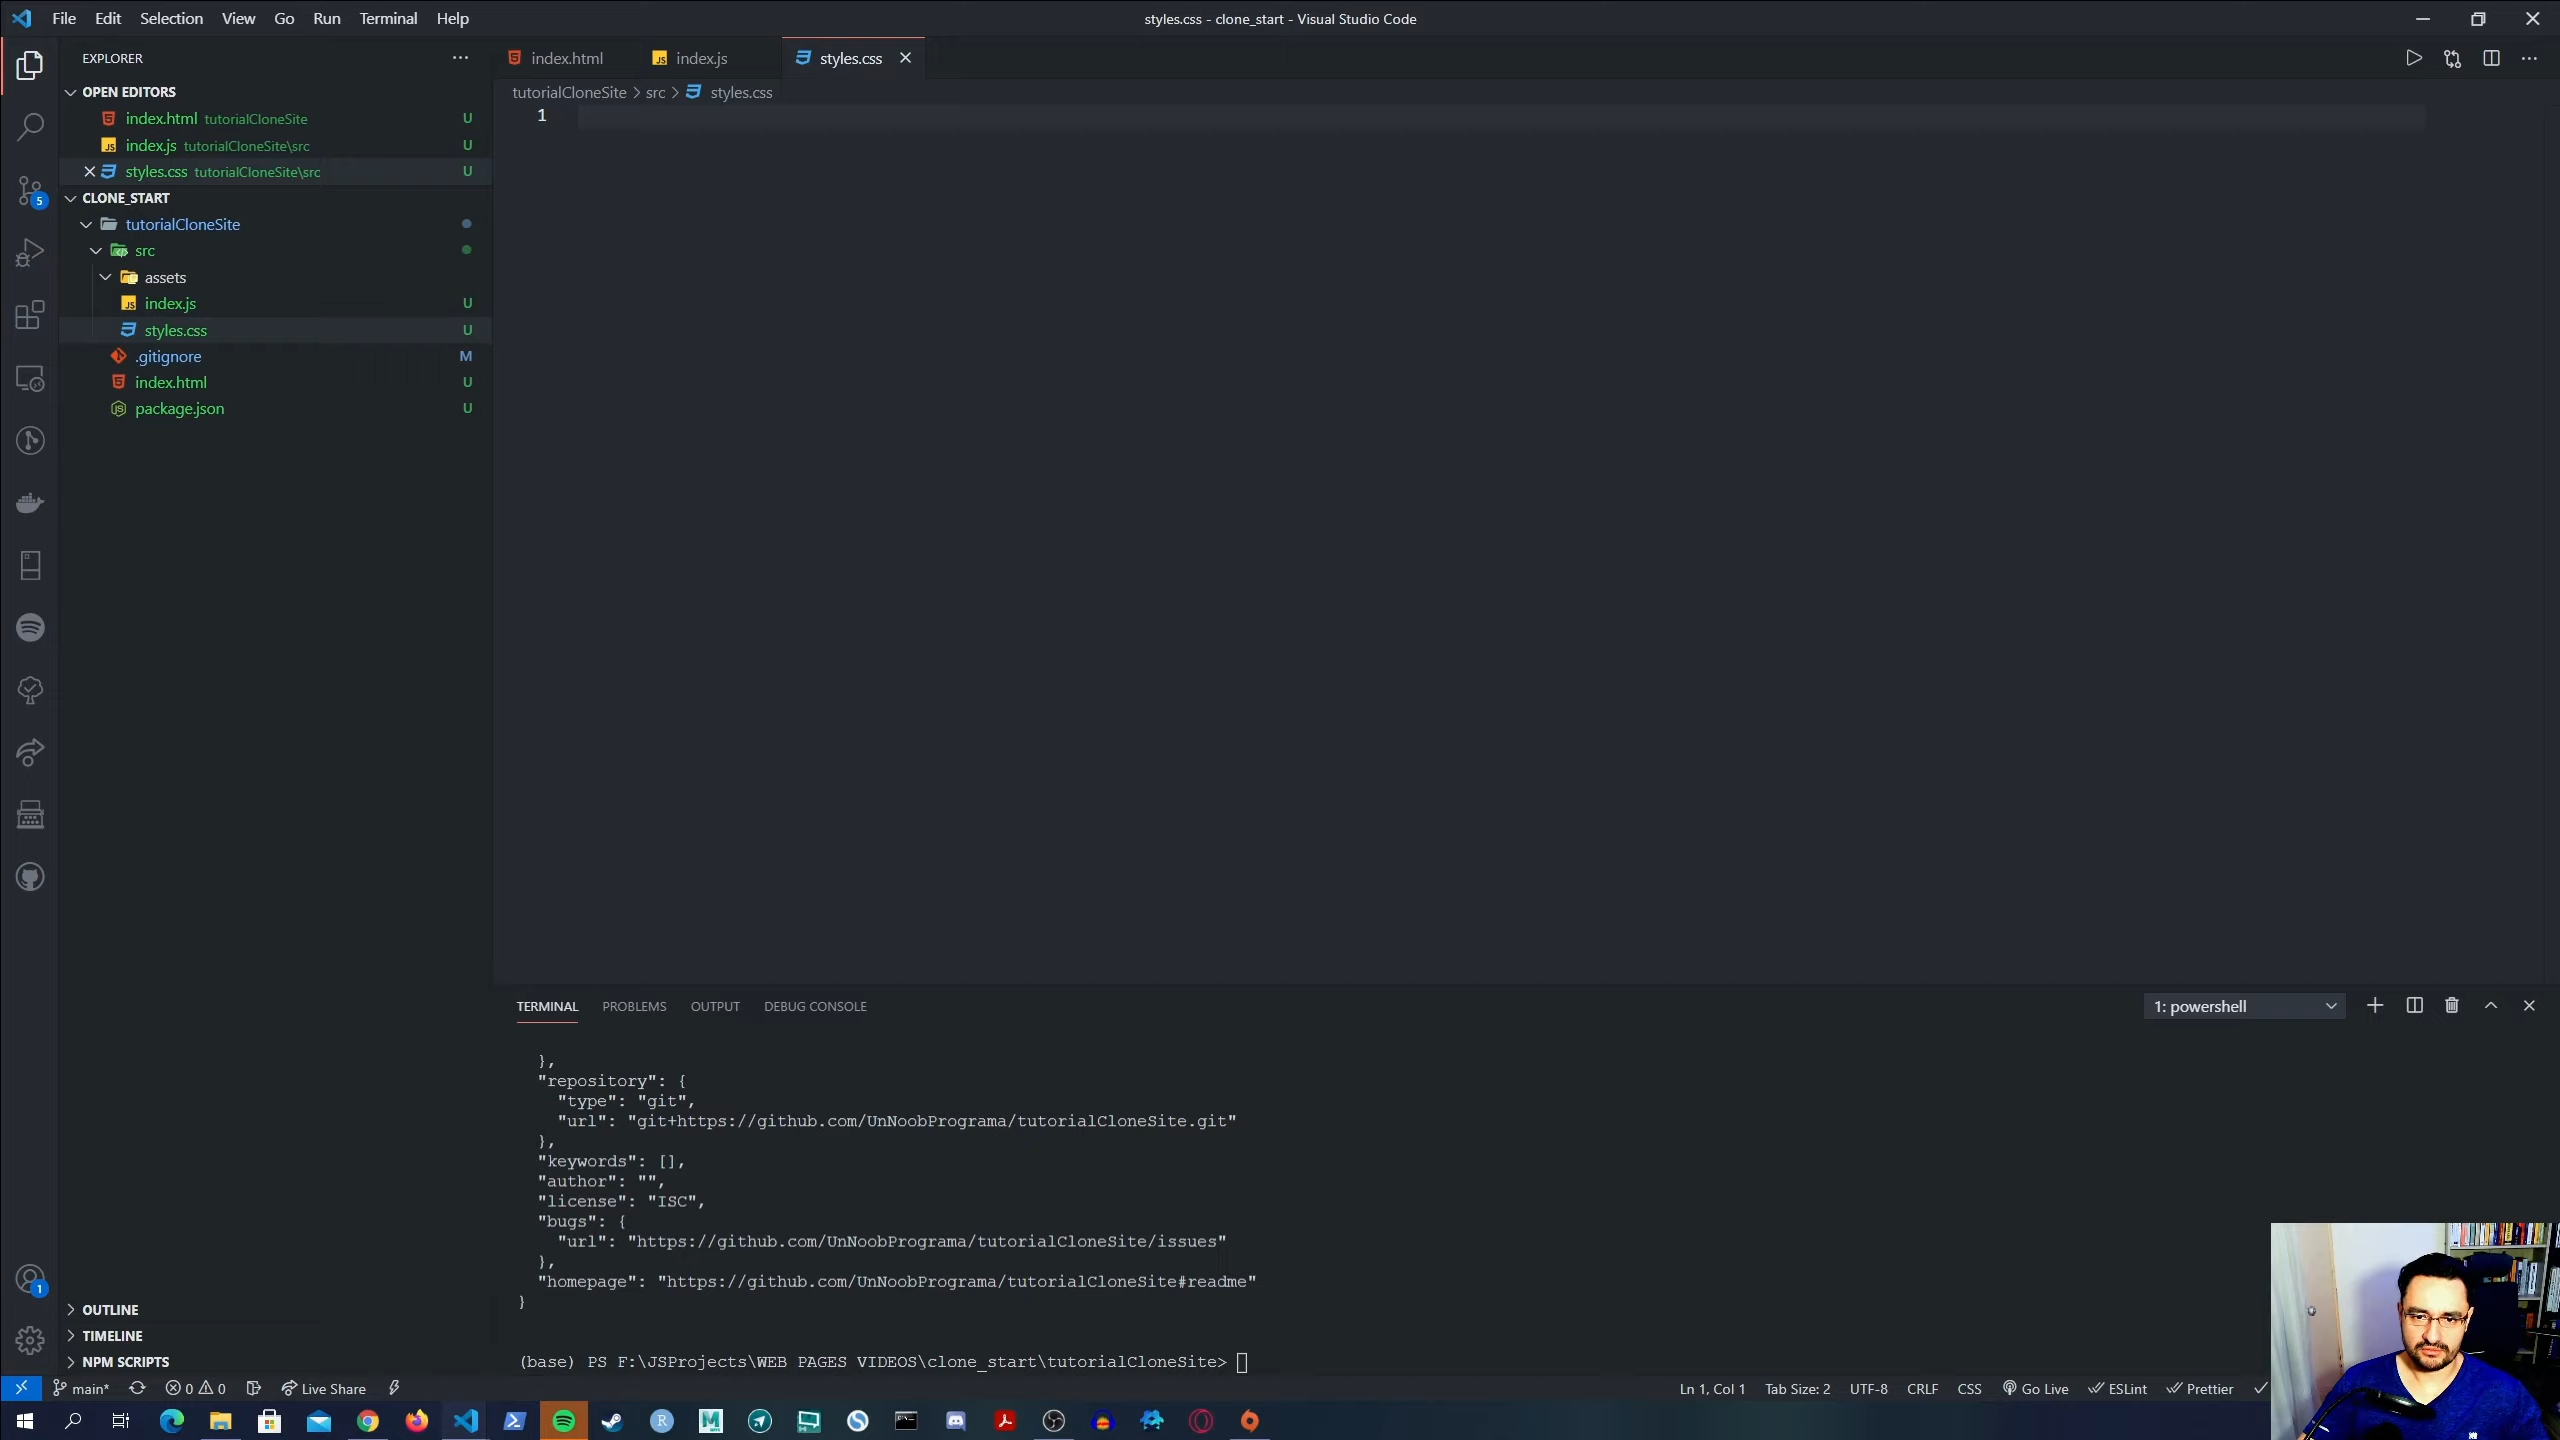 File Edit Selection View Go Run Terminal Help
styles.css - clone_start - Visual Studio Code
EXPLORER
index.html
index.js
styles.css
OPEN EDITORS
tutorialCloneSite > src > styles.css
index.html tutorialCloneSite U
1
index.js tutorialCloneSite\src U
styles.css tutorialCloneSite\src U
5
CLONE_START
tutorialCloneSite
src
assets
index.js U
styles.css U
.gitignore M
index.html U
package.json U
TERMINAL PROBLEMS OUTPUT DEBUG CONSOLE
1: powershell
},
"repository": {
"type": "git",
"url": "git+https://github.com/UnNoobPrograma/tutorialCloneSite.git"
},
"keywords": [],
"author": "",
"license": "ISC",
"bugs": {
"url": "https://github.com/UnNoobPrograma/tutorialCloneSite/issues"
},
"homepage": "https://github.com/UnNoobPrograma/tutorialCloneSite#readme"
}
(base) PS F:\JSProjects\WEB PAGES VIDEOS\clone_start\tutorialCloneSite>
1
OUTLINE
TIMELINE
NPM SCRIPTS
main* 0 0 Live Share
Ln 1, Col 1 Tab Size: 2 UTF-8 CRLF CSS Go Live ESLint Prettier